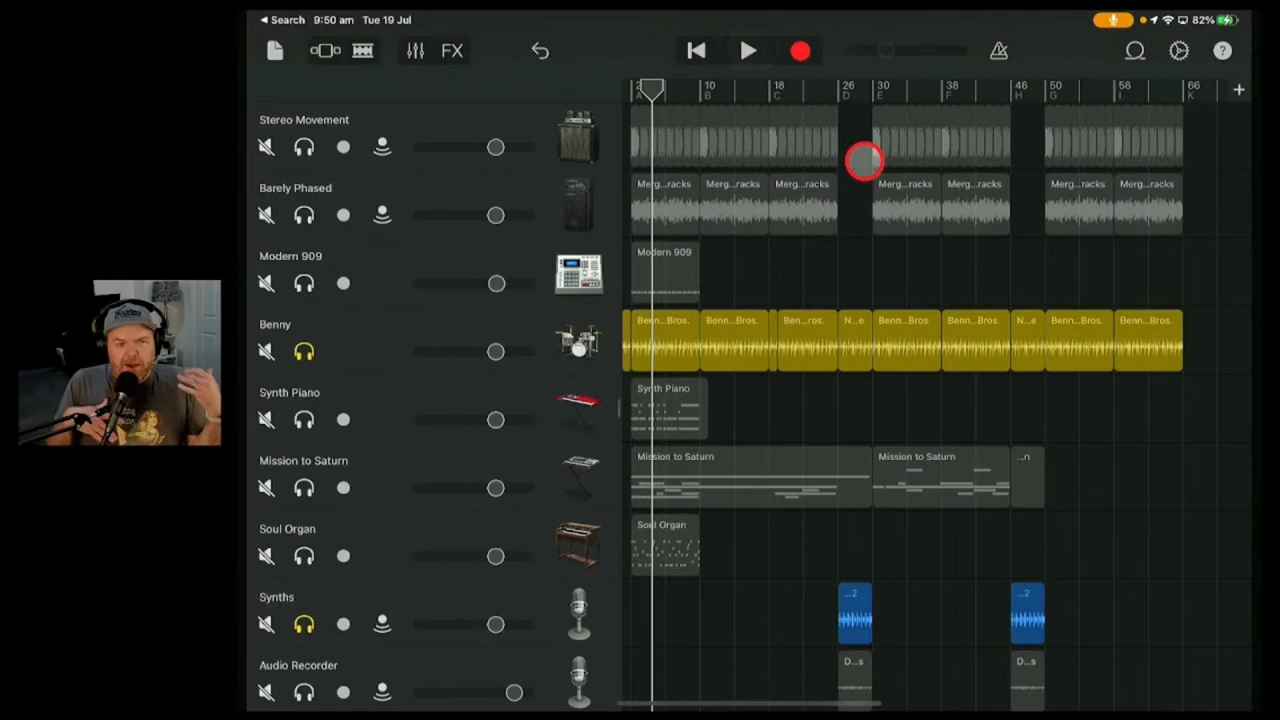 Search 9:50 am Tue 19 Jul 82%
FX
10 18 26 30 38 46 50 58 66
A B C D E F H G I K
Stereo Movement
Barely Phased
Merg...racks Merg...racks Merg...racks Merg...racks Merg...racks Merg...racks Merg...racks
Modern 909
Modern 909
Benny
Benn...Bros. Benn...Bros. Ben...ros. N...e Benn...Bros. Benn...Bros. N...e Benn...Bros. Benn...Bros.
Synth Piano
Synth Piano
Mission to Saturn
Mission to Saturn Mission to Saturn ...n
Soul Organ
Soul Organ
Synths
...2 ...2
Audio Recorder
D...s D...s